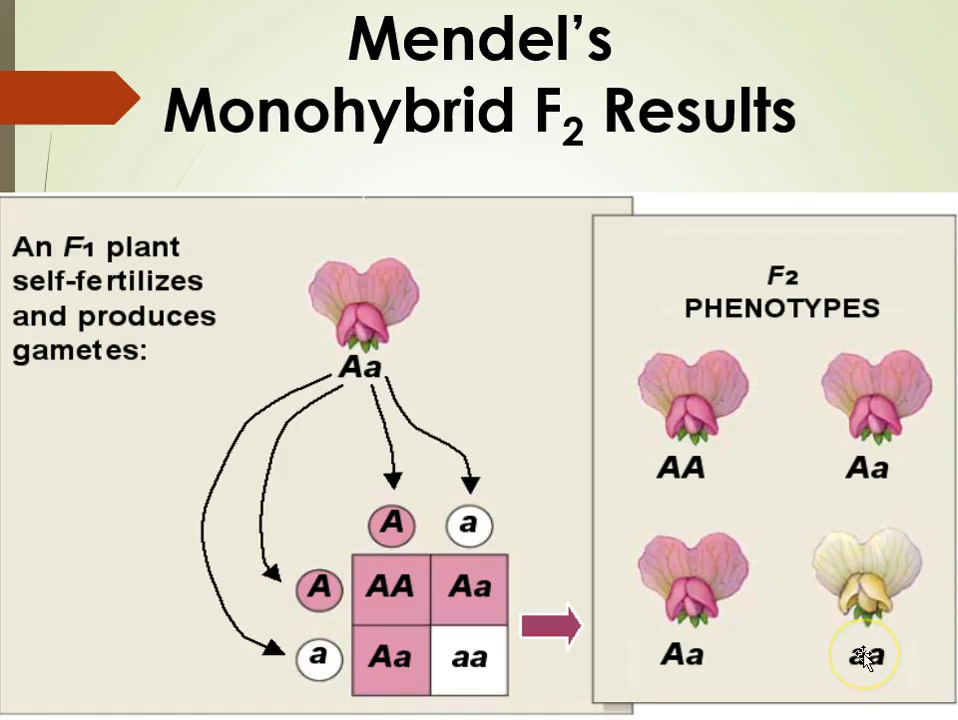 Mendel's
Monohybrid F₂ Results
An F₁ plant
self-fertilizes
and produces
gametes:
Aa
A a
A AA Aa
a Aa aa
F₂
PHENOTYPES
AA Aa
Aa aa